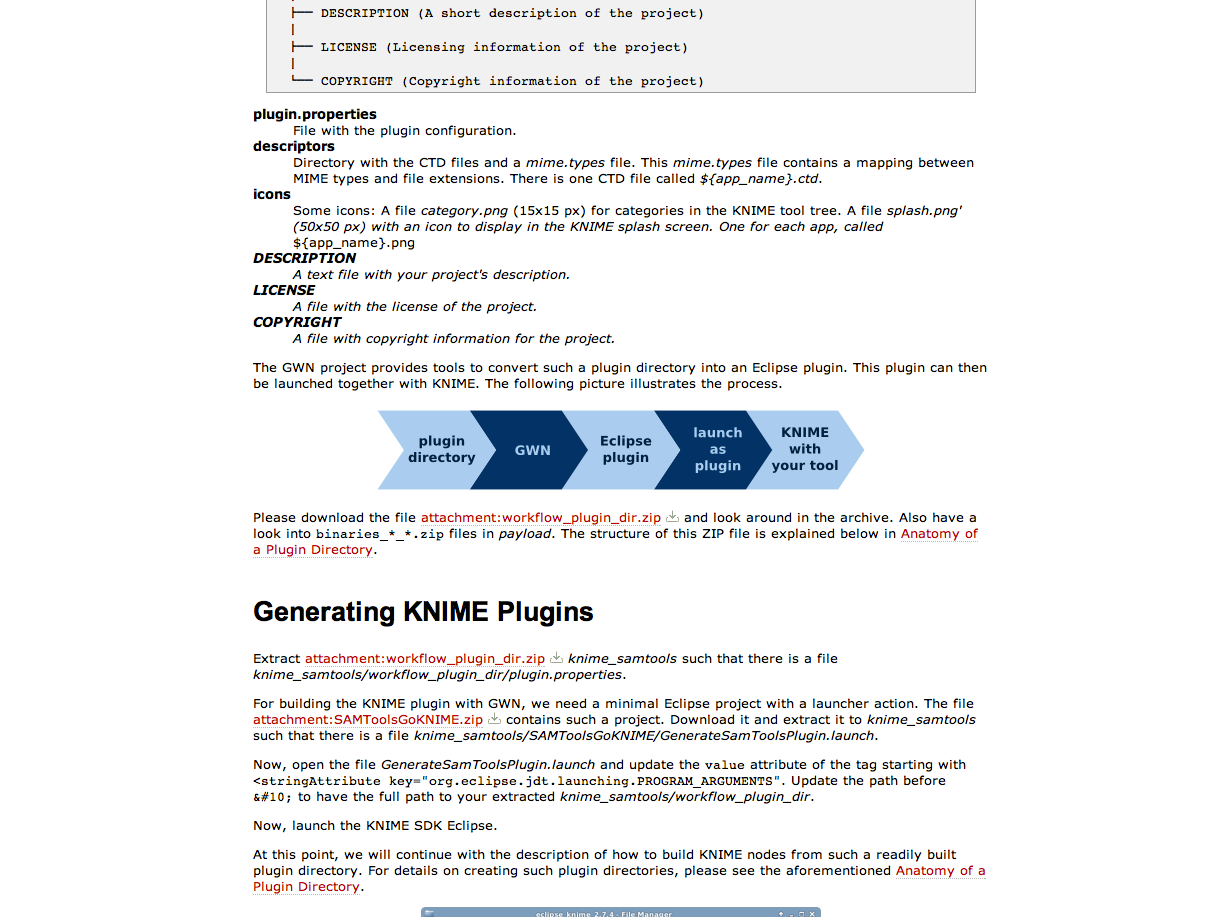 ├── DESCRIPTION (A short description of the project)
|
├── LICENSE (Licensing information of the project)
|
└── COPYRIGHT (Copyright information of the project)
plugin.properties
File with the plugin configuration.
descriptors
Directory with the CTD files and a mime.types file. This mime.types file contains a mapping between
MIME types and file extensions. There is one CTD file called ${app_name}.ctd.
icons
Some icons: A file category.png (15x15 px) for categories in the KNIME tool tree. A file splash.png'
(50x50 px) with an icon to display in the KNIME splash screen. One for each app, called
${app_name}.png
DESCRIPTION
A text file with your project's description.
LICENSE
A file with the license of the project.
COPYRIGHT
A file with copyright information for the project.
The GWN project provides tools to convert such a plugin directory into an Eclipse plugin. This plugin can then
be launched together with KNIME. The following picture illustrates the process.
plugin
directory
GWN
Eclipse
plugin
launch
as
plugin
KNIME
with
your tool
Please download the file attachment:workflow_plugin_dir.zip and look around in the archive. Also have a
look into binaries_*_*.zip files in payload. The structure of this ZIP file is explained below in Anatomy of
a Plugin Directory.
Generating KNIME Plugins
Extract attachment:workflow_plugin_dir.zip knime_samtools such that there is a file
knime_samtools/workflow_plugin_dir/plugin.properties.
For building the KNIME plugin with GWN, we need a minimal Eclipse project with a launcher action. The file
attachment:SAMToolsGoKNIME.zip contains such a project. Download it and extract it to knime_samtools
such that there is a file knime_samtools/SAMToolsGoKNIME/GenerateSamToolsPlugin.launch.
Now, open the file GenerateSamToolsPlugin.launch and update the value attribute of the tag starting with
<stringAttribute key="org.eclipse.jdt.launching.PROGRAM_ARGUMENTS". Update the path before
&#10; to have the full path to your extracted knime_samtools/workflow_plugin_dir.
Now, launch the KNIME SDK Eclipse.
At this point, we will continue with the description of how to build KNIME nodes from such a readily built
plugin directory. For details on creating such plugin directories, please see the aforementioned Anatomy of a
Plugin Directory.
eclipse_knime_2.7.4 - File Manager